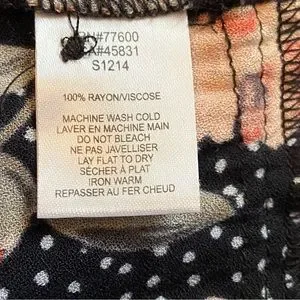 #77600
CA#45831
S1214
100% RAYON/VISCOSE
MACHINE WASH COLD
LAVER EN MACHINE MAIN
DO NOT BLEACH
NE PAS JAVELLISER
LAY FLAT TO DRY
SÉCHER À PLAT
IRON WARM
REPASSER AU FER CHEUD